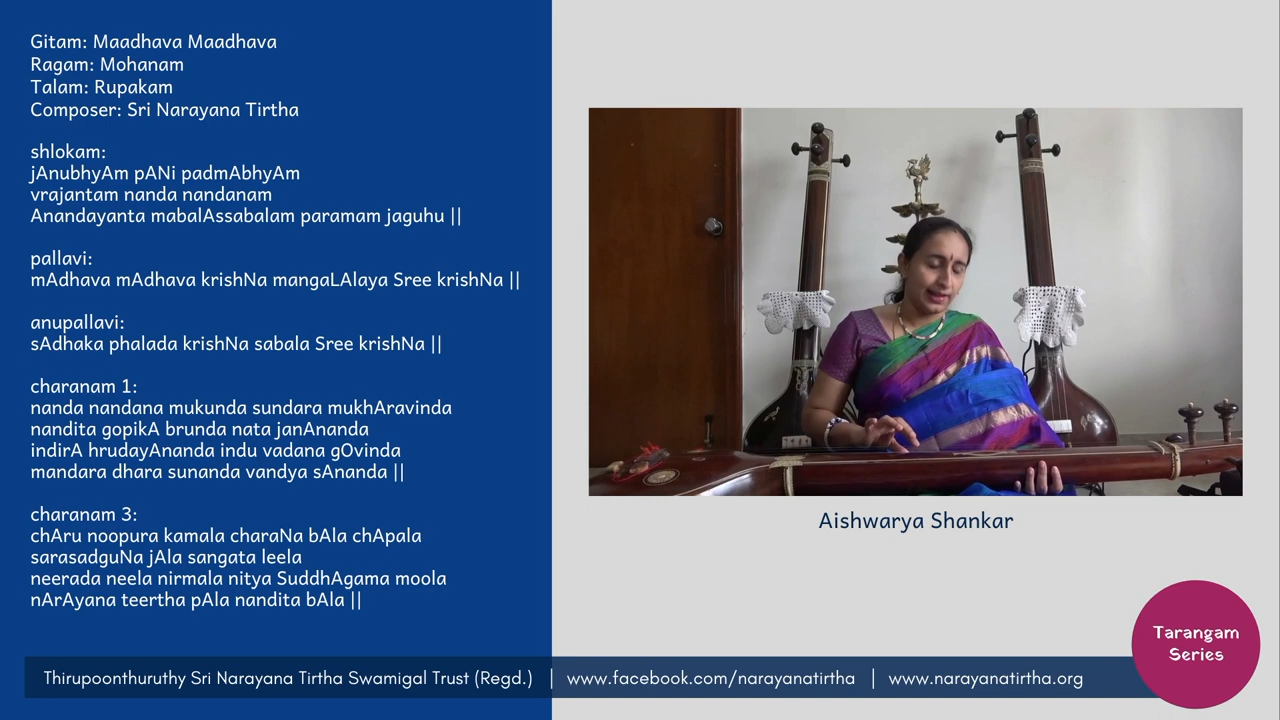 Gitam: Maadhava Maadhava
Ragam: Mohanam
Talam: Rupakam
Composer: Sri Narayana Tirtha
shlokam:
jAnubhyAm pANi padmAbhyAm
vrajantam nanda nandanam
Anandayanta mabalAssabalam paramam jaguhu ||
pallavi:
mAdhava mAdhava krishNa mangaLAlaya Sree krishNa ||
anupallavi:
sAdhaka phalada krishNa sabala Sree krishNa ||
charanam 1:
nanda nandana mukunda sundara mukhAravinda
nandita gopikA brunda nata janAnanda
indirA hrudayAnanda indu vadana gOvinda
mandara dhara sunanda vandya sAnanda ||
charanam 3:
chAru noopura kamala charaNa bAla chApala
sarasadguNa jAla sangata leela
neerada neela nirmala nitya SuddhAgama moola
nArAyana teertha pAla nandita bAla ||
Aishwarya Shankar
Tarangam
Series
Thirupoonthuruthy Sri Narayana Tirtha Swamigal Trust (Regd.) | www.facebook.com/narayanatirtha | www.narayanatirtha.org